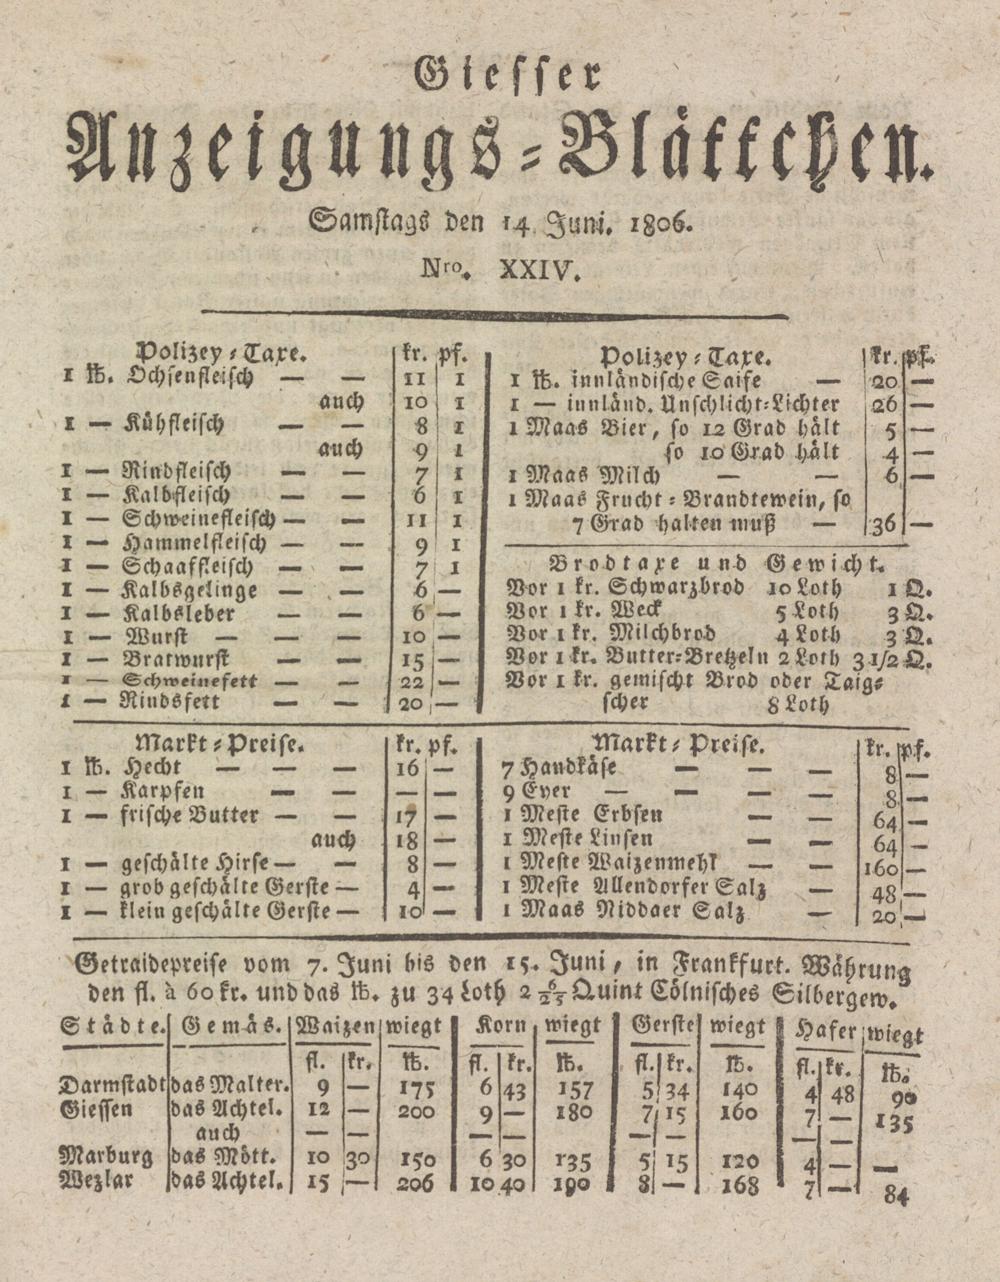 Giesser
Anzeigungs-Blättchen.
Samstags den 14. Juni. 1806.
Nro. XXIV.
Polizey-Taxe. kr. pf.
1 ℔. Ochsenfleisch — — 11 1
auch 10 1
1 — Kühfleisch — — 8 1
auch 9 1
1 — Rindfleisch — — 7 1
1 — Kalbfleisch — — 6 1
1 — Schweinefleisch — — 11 1
1 — Hammelfleisch — — 9 1
1 — Schaaffleisch — — 7 1
1 — Kalbsgelinge — — 6 —
1 — Kalbsleber — — 6 —
1 — Wurst — — — 10 —
1 — Bratwurst — — 15 —
1 — Schweinefett — — 22 —
1 — Rindsfett — — 20 —
Polizey-Taxe. kr. pf.
1 ℔. innländische Saife — 20 —
1 — innländ. Unschlicht-Lichter 26 —
1 Maas Bier, so 12 Grad hält 5 —
so 10 Grad hält 4 —
1 Maas Milch — — 6 —
1 Maas Frucht-Brandtewein, so
7 Grad halten muß — 36 —
Brodtaxe und Gewicht.
Vor 1 kr. Schwarzbrod 10 Loth 1 Q.
Vor 1 kr. Weck 5 Loth 3 Q.
Vor 1 kr. Milchbrod 4 Loth 3 Q.
Vor 1 kr. Butter-Bretzeln 2 Loth 3 1/2 Q.
Vor 1 kr. gemischt Brod oder Taig-
scher 8 Loth
Markt-Preise. kr. pf.
1 ℔. Hecht — — — 16 —
1 — Karpfen — — — —
1 — frische Butter — — 17 —
auch 18 —
1 — geschälte Hirse — — 8 —
1 — grob geschälte Gerste — 4 —
1 — klein geschälte Gerste — 10 —
Markt-Preise. kr. pf.
7 Handkäse — — — 8 —
9 Eyer — — — — 8 —
1 Meste Erbsen — — 64 —
1 Meste Linsen — — 64 —
1 Meste Waizenmehl — — 160 —
1 Meste Allendorfer Salz — 48 —
1 Maas Niddaer Salz — 20 —
Getraidepreise vom 7. Juni bis den 15. Juni, in Frankfurt. Währung
den fl. à 60 kr. und das ℔. zu 34 Loth 2 6/25 Quint Cölnisches Silbergew.
Städte. Gemäs. Waizen wiegt Korn wiegt Gerste wiegt Hafer wiegt
fl. kr. ℔. fl. kr. ℔. fl. kr. ℔. fl. kr. ℔.
Darmstadt das Malter. 9 — 175 6 43 157 5 34 140 4 48 90
Giessen das Achtel. 12 — 200 9 — 180 7 15 160 7 — 135
auch — — — — — — — —
Marburg das Mött. 10 30 150 6 30 135 5 15 120 4 — —
Wezlar das Achtel. 15 — 206 10 40 190 8 — 168 7 — 84